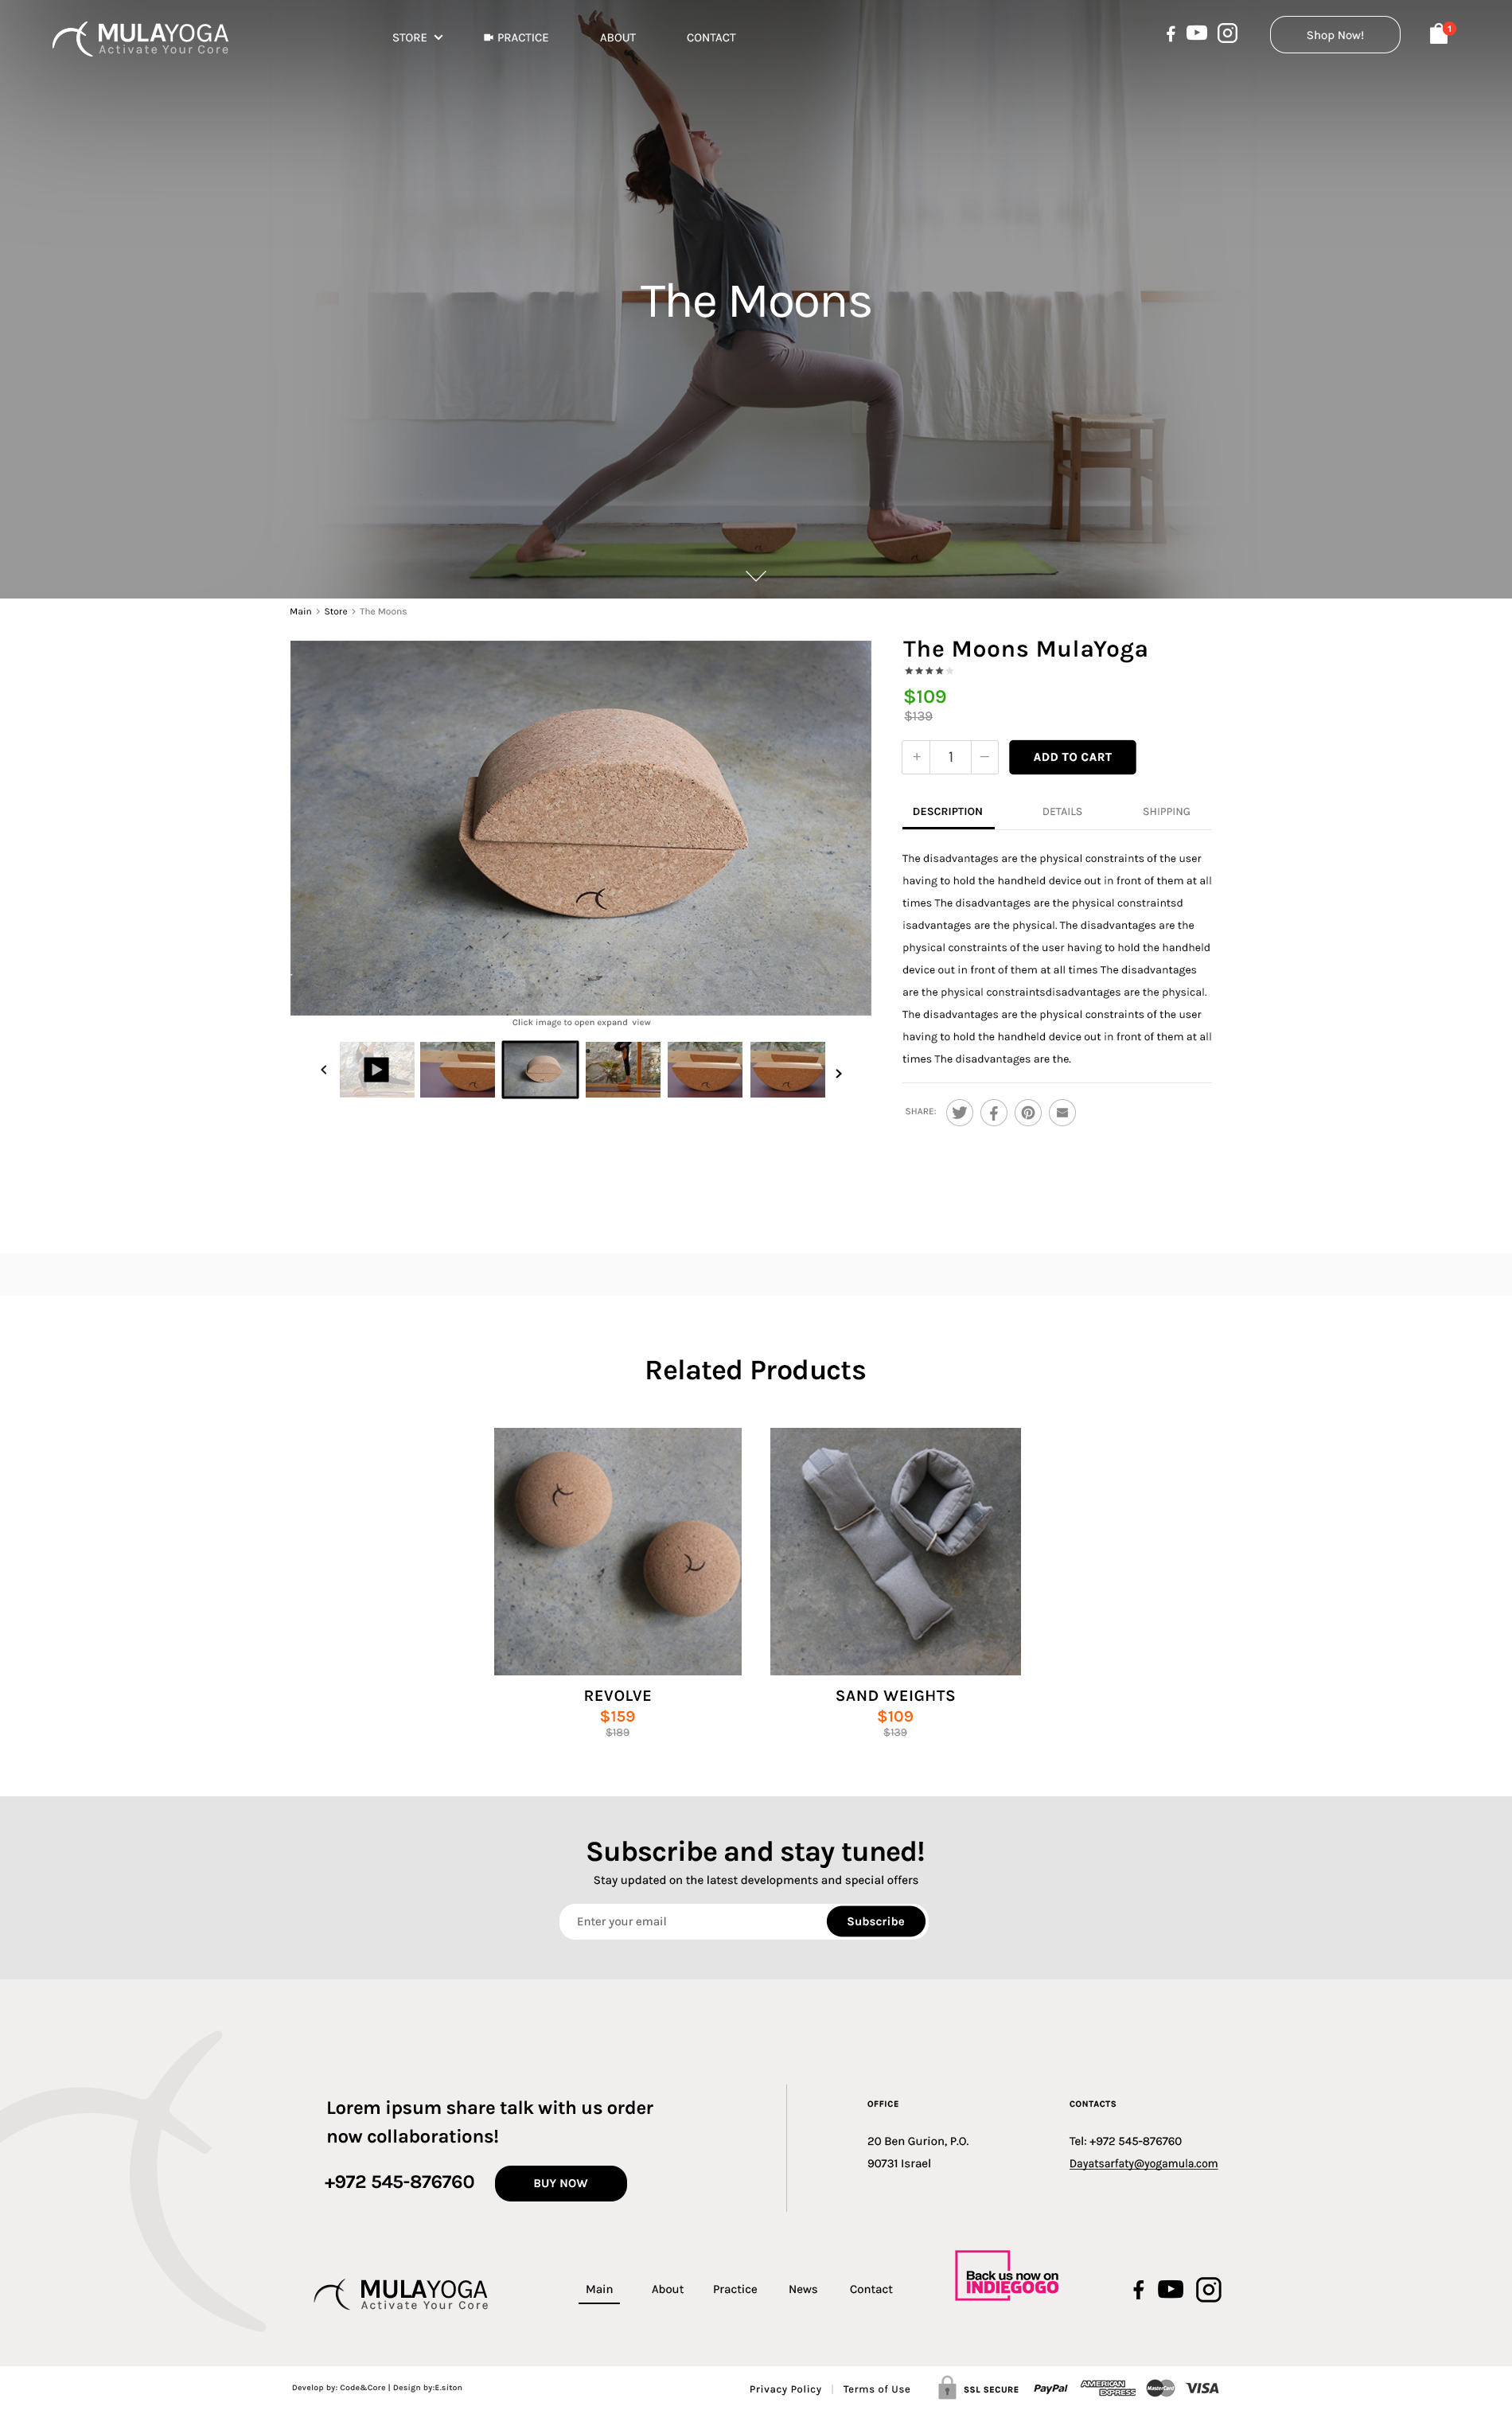 MULAYOGA
Activate Your Core
STORE
PRACTICE
ABOUT
CONTACT
Shop Now!
1
The Moons
Main > Store > The Moons
The Moons MulaYoga
$109
$139
+ 1 —
ADD TO CART
DESCRIPTION
DETAILS
SHIPPING
The disadvantages are the physical constraints of the user
having to hold the handheld device out in front of them at all
times The disadvantages are the physical constraintsd
isadvantages are the physical. The disadvantages are the
physical constraints of the user having to hold the handheld
device out in front of them at all times The disadvantages
are the physical constraintsdisadvantages are the physical.
The disadvantages are the physical constraints of the user
having to hold the handheld device out in front of them at all
times The disadvantages are the.
Click image to open expand view
SHARE:
Related Products
REVOLVE
$159
$189
SAND WEIGHTS
$109
$139
Subscribe and stay tuned!
Stay updated on the latest developments and special offers
Enter your email
Subscribe
Lorem ipsum share talk with us order
now collaborations!
+972 545-876760
BUY NOW
OFFICE
20 Ben Gurion, P.O.
90731 Israel
CONTACTS
Tel: +972 545-876760
Dayatsarfaty@yogamula.com
MULAYOGA
Activate Your Core
Main
About
Practice
News
Contact
Back us now on
INDIEGOGO
Develop by: Code&Core | Design by:E.siton
Privacy Policy | Terms of Use
SSL SECURE
PayPal
AMERICAN
EXPRESS
MasterCard
VISA